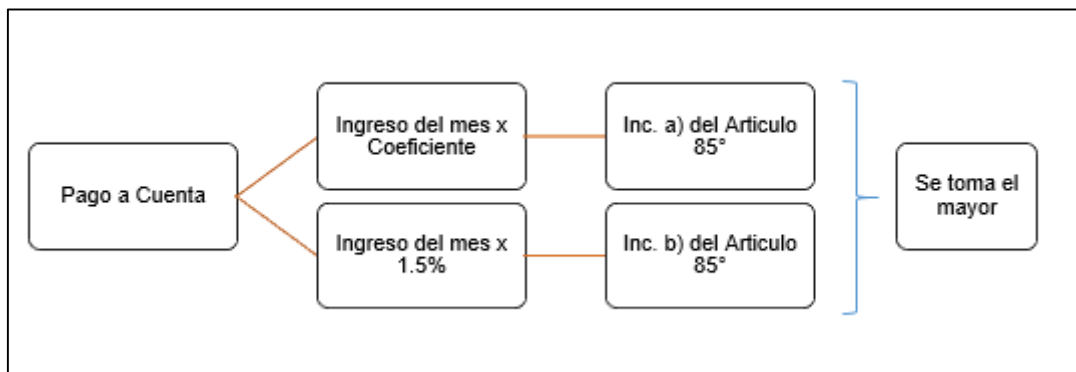 Pago a Cuenta
Ingreso del mes x
Coeficiente
Inc. a) del Articulo
85°
Ingreso del mes x
1.5%
Inc. b) del Articulo
85°
Se toma el
mayor